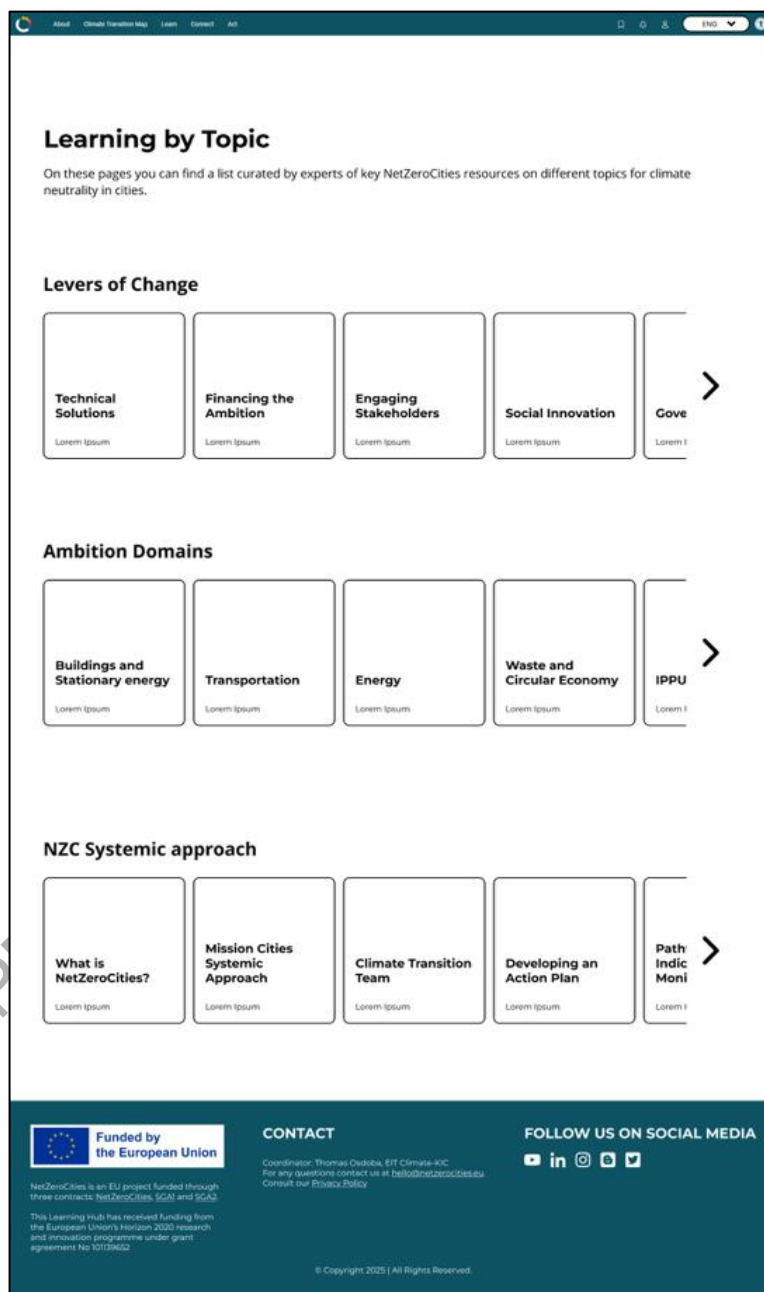 About Climate Transition Map Learn Connect Act ENG
Learning by Topic
On these pages you can find a list curated by experts of key NetZeroCities resources on different topics for climate
neutrality in cities.
Levers of Change
Technical
Solutions
Lorem Ipsum
Financing the
Ambition
Lorem Ipsum
Engaging
Stakeholders
Lorem Ipsum
Social Innovation
Lorem Ipsum
Gove
Lorem I
Ambition Domains
Buildings and
Stationary energy
Lorem Ipsum
Transportation
Lorem Ipsum
Energy
Lorem Ipsum
Waste and
Circular Economy
Lorem Ipsum
IPPU
Lorem I
NZC Systemic approach
What is
NetZeroCities?
Lorem Ipsum
Mission Cities
Systemic
Approach
Lorem Ipsum
Climate Transition
Team
Lorem Ipsum
Developing an
Action Plan
Lorem Ipsum
Path
Indic
Moni
Lorem I
Funded by
the European Union
NetZeroCities is an EU project funded through
three contracts: NetZeroCities, SGA1 and SGA2.
This Learning Hub has received funding from
the European Union's Horizon 2020 research
and innovation programme under grant
agreement No 101139652
CONTACT
Coordinator: Thomas Osdoba, EIT Climate-KIC
For any questions contact us at hello@netzerocities.eu.
Consult our Privacy Policy
FOLLOW US ON SOCIAL MEDIA
© Copyright 2025 | All Rights Reserved.